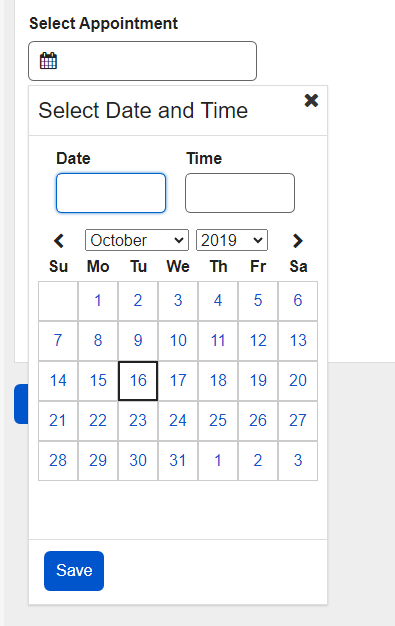 Select Appointment
Select Date and Time
Date Time
October 2019
Su Mo Tu We Th Fr Sa
1 2 3 4 5 6
7 8 9 10 11 12 13
14 15 16 17 18 19 20
21 22 23 24 25 26 27
28 29 30 31 1 2 3
Save